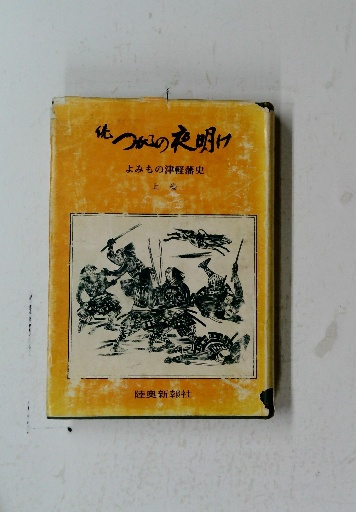 続 つがるの夜明け
よみもの津軽藩史
上巻
陸奥新報社